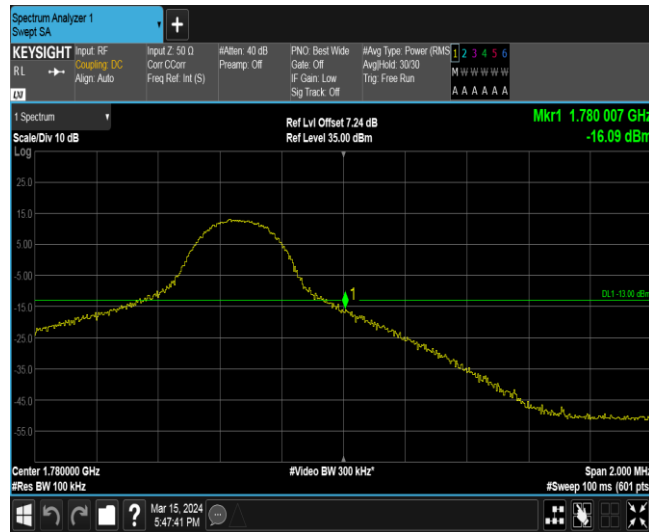 Spectrum Analyzer 1
Swept SA
+
KEYSIGHT
RL
LXI
Input: RF
Coupling: DC
Align: Auto
Input Z: 50 Ω
Corr CCorr
Freq Ref: Int (S)
#Atten: 40 dB
Preamp: Off
PNO: Best Wide
Gate: Off
IF Gain: Low
Sig Track: Off
#Avg Type: Power (RMS
Avg|Hold: 30/30
Trig: Free Run
1 2 3 4 5 6
M W W W W W
A A A A A A
1 Spectrum
Scale/Div 10 dB
Log
Ref Lvl Offset 7.24 dB
Ref Level 35.00 dBm
Mkr1 1.780 007 GHz
-16.09 dBm
25.0
15.0
5.00
-5.00
-15.0
-25.0
-35.0
-45.0
-55.0
1
DL1 -13.00 dBm
Center 1.780000 GHz
#Res BW 100 kHz
#Video BW 300 kHz*
Span 2.000 MHz
#Sweep 100 ms (601 pts
?
Mar 15, 2024
5:47:41 PM